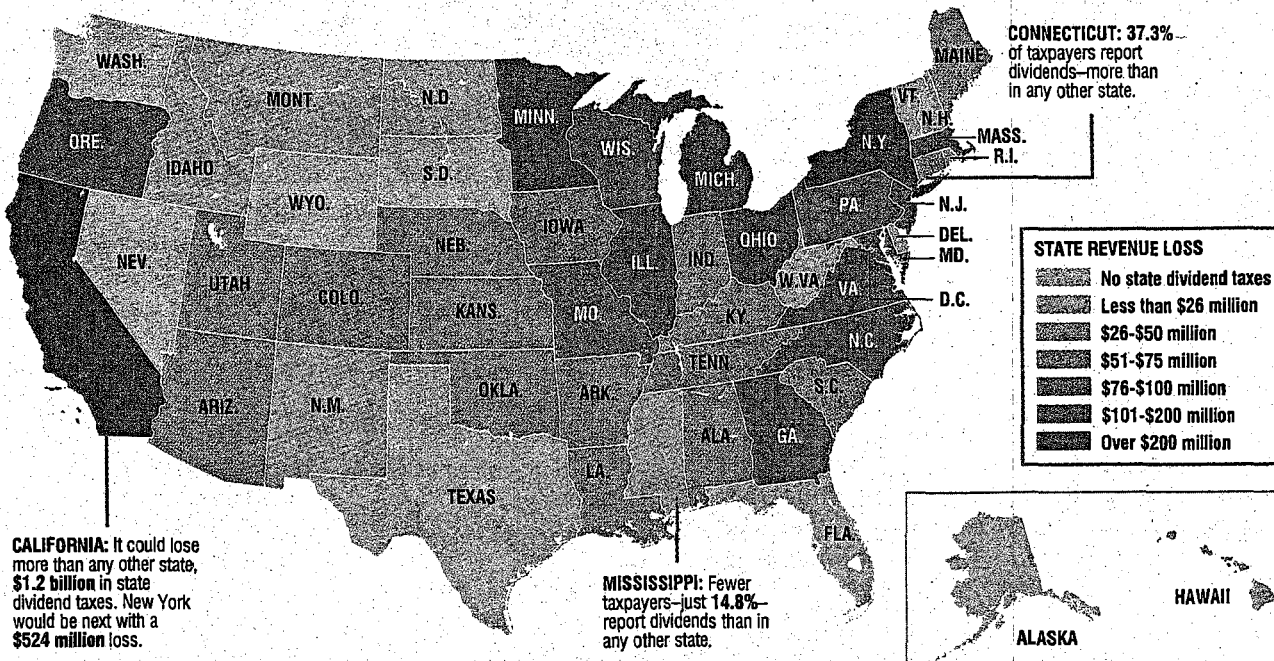 CONNECTICUT: 37.3%
of taxpayers report
dividends–more than
in any other state.
WASH.
MONT.
N.D.
MINN.
MAINE
VT.
N.H.
MASS.
R.I.
ORE.
IDAHO
WYO.
S.D.
WIS.
MICH.
N.Y.
NEV.
UTAH
COLO.
NEB.
IOWA
ILL.
IND.
OHIO
PA.
N.J.
DEL.
MD.
D.C.
KANS.
MO.
KY.
W.VA.
VA.
ARIZ.
N.M.
OKLA.
ARK.
TENN.
N.C.
S.C.
TEXAS
LA.
ALA.
GA.
FLA.
STATE REVENUE LOSS
No state dividend taxes
Less than $26 million
$26-$50 million
$51-$75 million
$76-$100 million
$101-$200 million
Over $200 million
CALIFORNIA: It could lose
more than any other state,
$1.2 billion in state
dividend taxes. New York
would be next with a
$524 million loss.
MISSISSIPPI: Fewer
taxpayers–just 14.8%–
report dividends than in
any other state.
ALASKA
HAWAII